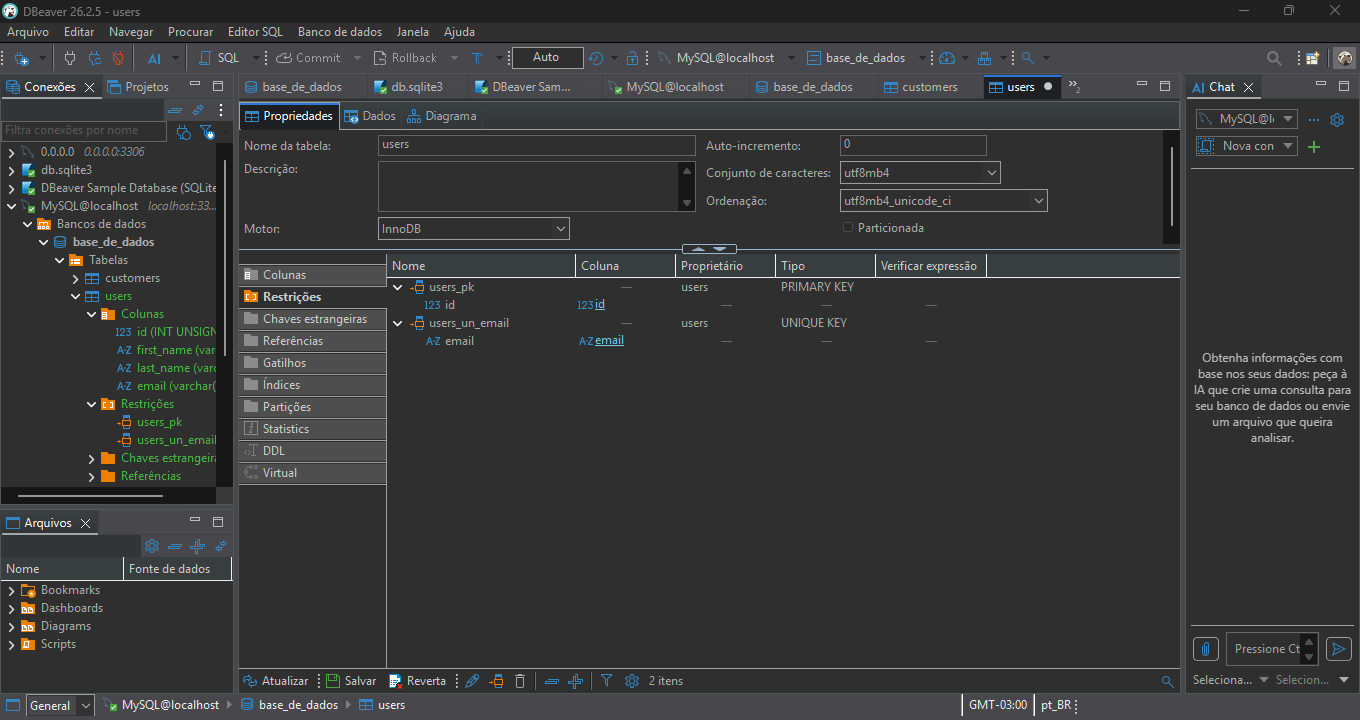 DBeaver 26.2.5 - users
Arquivo Editar Navegar Procurar Editor SQL Banco de dados Janela Ajuda
AI SQL Commit Rollback T Auto MySQL@localhost base_de_dados
Conexões Projetos
base_de_dados db.sqlite3 DBeaver Sam... MySQL@localhost base_de_dados customers users »2
AI Chat
Filtra conexões por nome
0.0.0.0 0.0.0.0:3306
db.sqlite3
DBeaver Sample Database (SQLite
MySQL@localhost localhost:33...
Bancos de dados
base_de_dados
Tabelas
customers
users
Colunas
123 id (INT UNSIGN
A-Z first_name (var
A-Z last_name (varc
A-Z email (varchar(
Restrições
users_pk
users_un_email
Chaves estrangeira
Referências
Propriedades Dados Diagrama
Nome da tabela: users
Descrição:
Motor: InnoDB
Auto-incremento: 0
Conjunto de caracteres: utf8mb4
Ordenação: utf8mb4_unicode_ci
Particionada
Colunas
Restrições
Chaves estrangeiras
Referências
Gatilhos
Índices
Partições
Statistics
DDL
Virtual
Nome Coluna Proprietário Tipo Verificar expressão
users_pk — users PRIMARY KEY
123 id 123 id — — —
users_un_email — users UNIQUE KEY
A-Z email A-Z email — — —
MySQL@l
Nova con
Obtenha informações com
base nos seus dados: peça à
IA que crie uma consulta para
seu banco de dados ou envie
um arquivo que queira
analisar.
Pressione Ct
Seleciona... Selecion...
Arquivos
Nome Fonte de dados
Bookmarks
Dashboards
Diagrams
Scripts
Atualizar Salvar Reverta 2 itens
General MySQL@localhost base_de_dados users
GMT-03:00 pt_BR